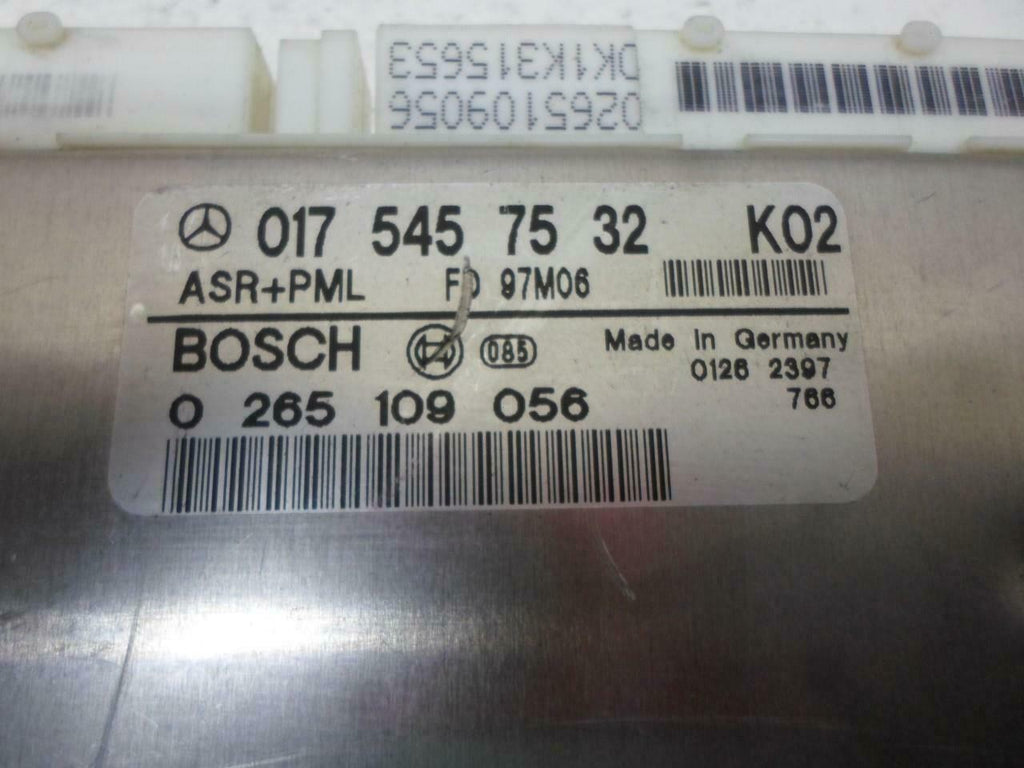 DK1K315653
0265109056
017 545 75 32 K02
ASR+PML FD 97M06
BOSCH 085 Made in Germany
0126 2397
0 265 109 056 766